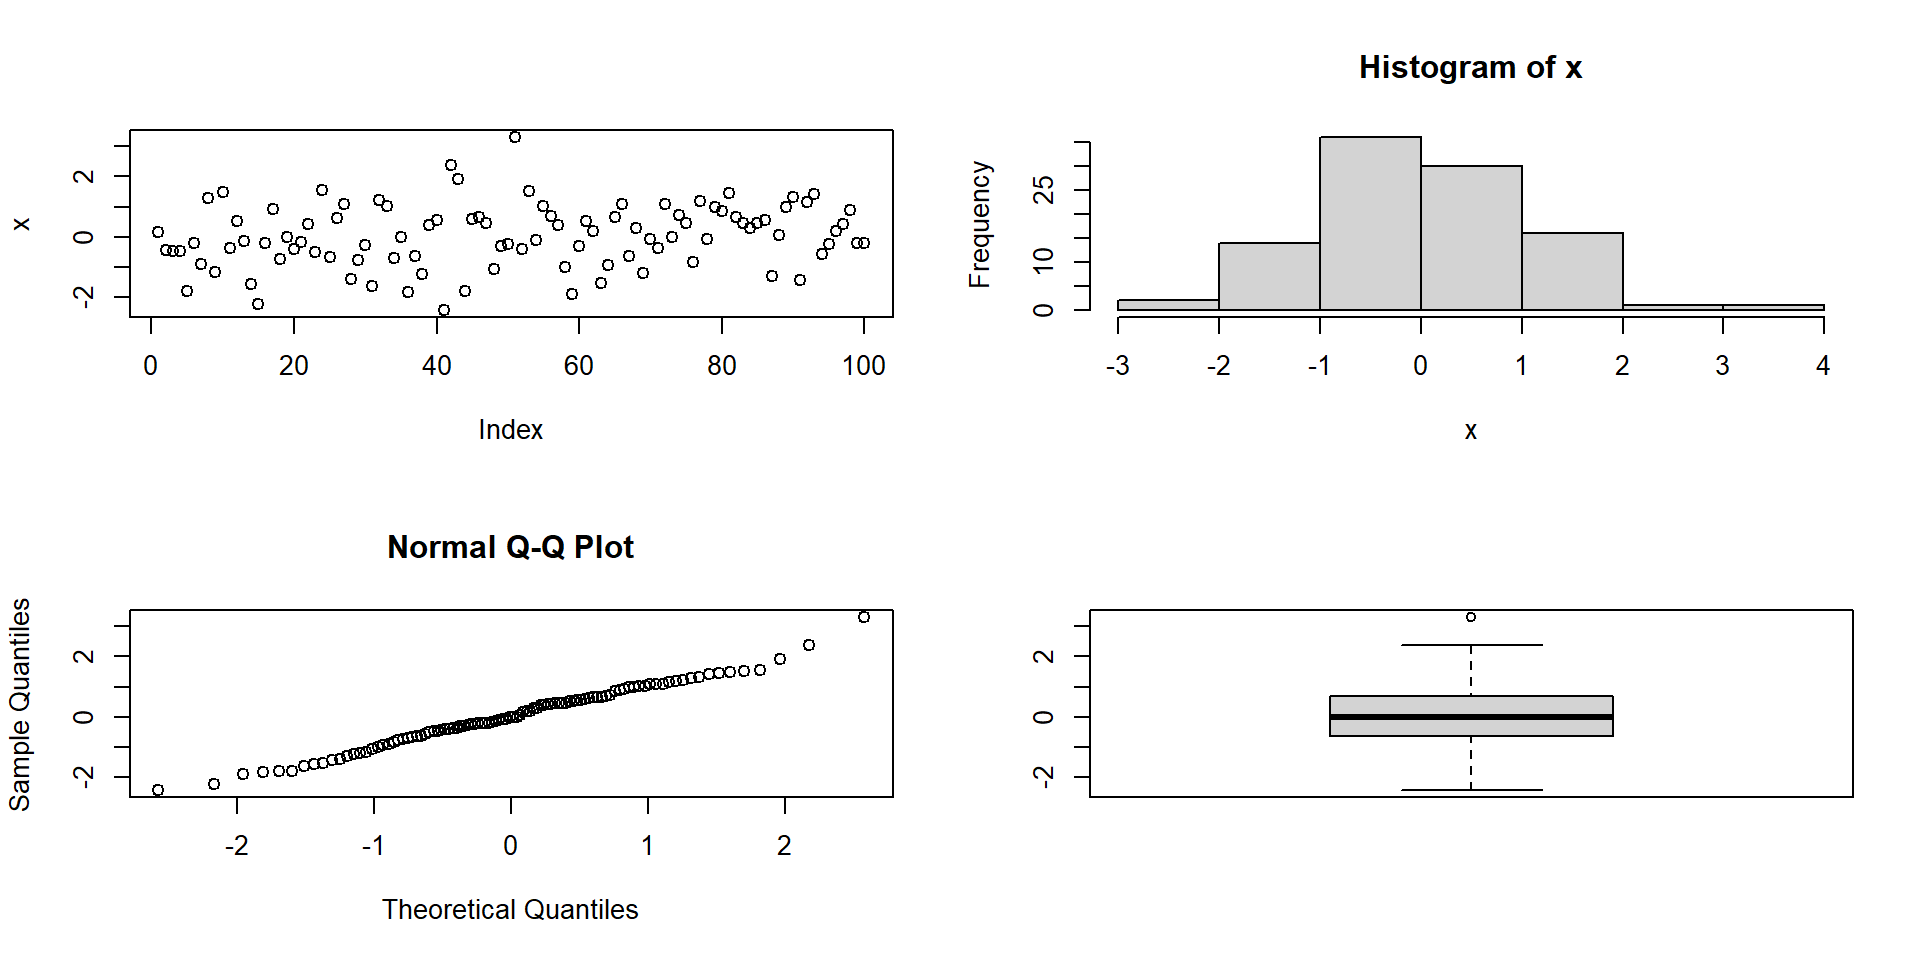 x
2
0
-2
0 20 40 60 80 100
Index
Histogram of x
Frequency
25
10
0
-3 -2 -1 0 1 2 3 4
x
Normal Q-Q Plot
Sample Quantiles
2
0
-2
-2 -1 0 1 2
Theoretical Quantiles
2
0
-2